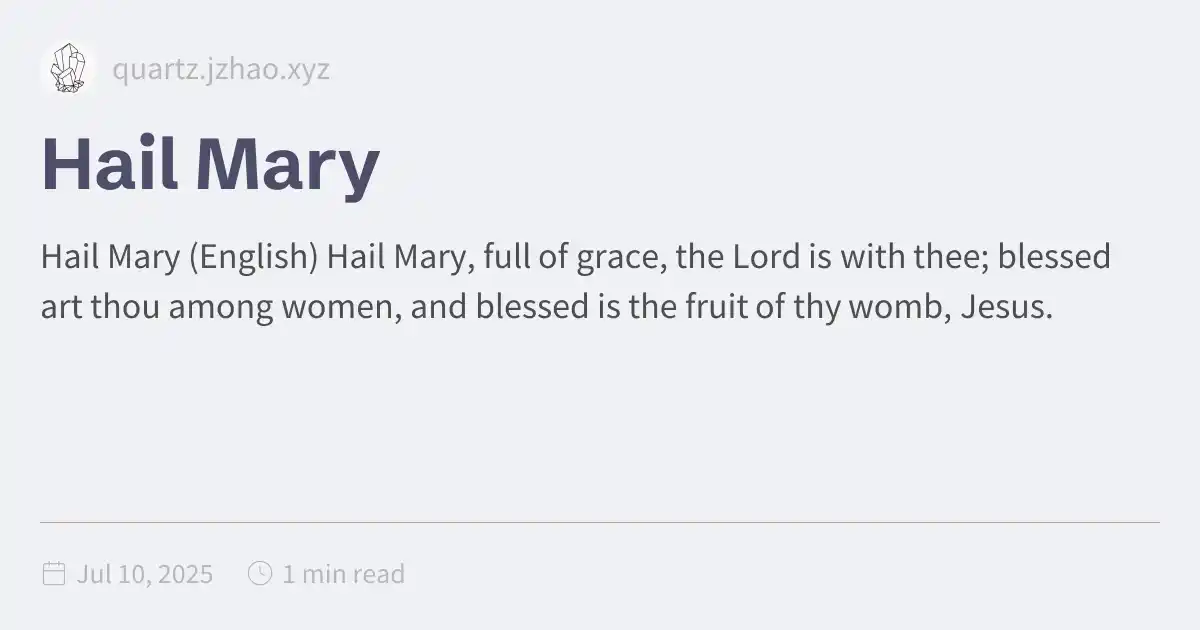 quartz.jzhao.xyz
Hail Mary
Hail Mary (English) Hail Mary, full of grace, the Lord is with thee; blessed
art thou among women, and blessed is the fruit of thy womb, Jesus.
Jul 10, 2025 1 min read